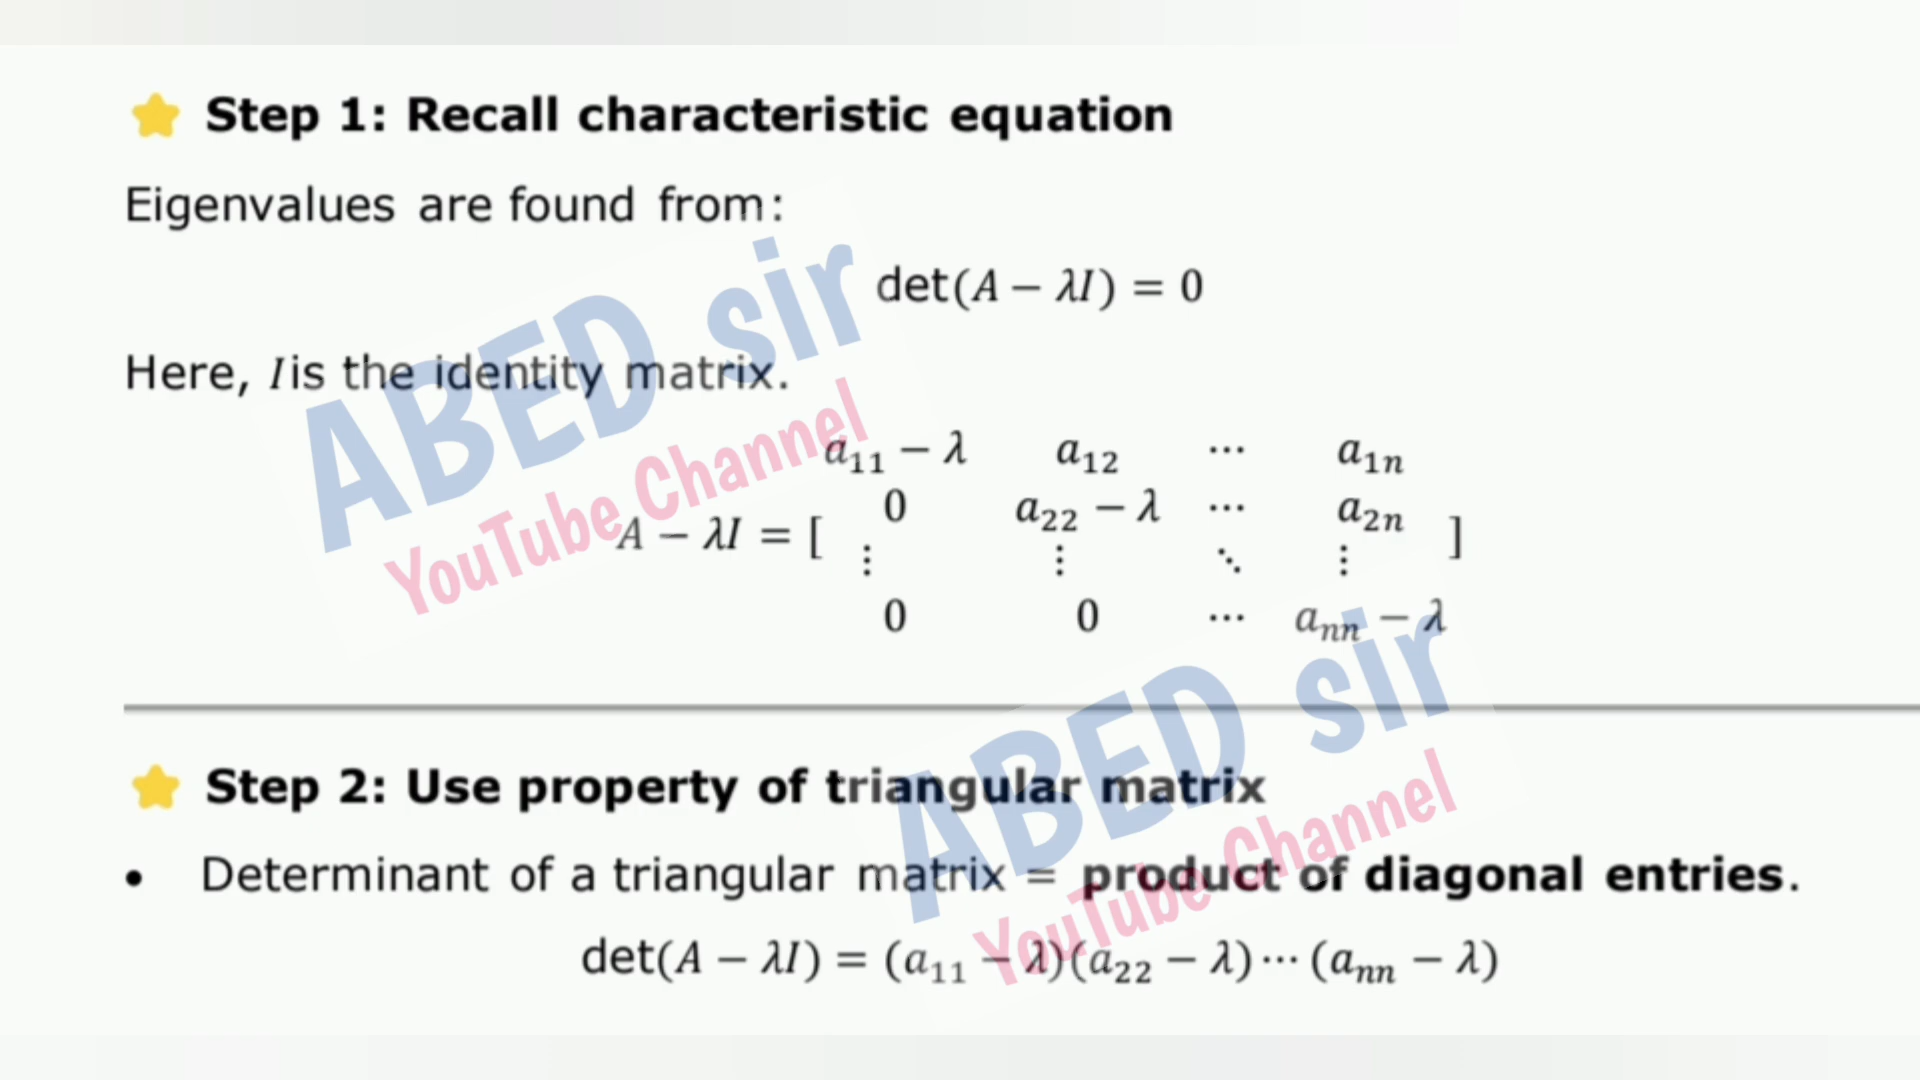 ⭐ Step 1: Recall characteristic equation
Eigenvalues are found from:
det(A − λI) = 0
Here, I is the identity matrix.
a₁₁ − λ a₁₂ ⋯ a₁ₙ
0 a₂₂ − λ ⋯ a₂ₙ
A − λI = [ ]
⋮ ⋮ ⋱ ⋮
0 0 ⋯ aₙₙ − λ
ABED sir
YouTube Channel
⭐ Step 2: Use property of triangular matrix
• Determinant of a triangular matrix = product of diagonal entries.
det(A − λI) = (a₁₁ − λ)(a₂₂ − λ) ⋯ (aₙₙ − λ)
ABED sir
YouTube Channel